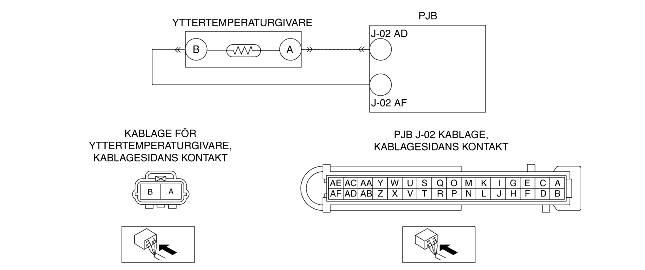 YTTERTEMPERATURGIVARE
PJB
J-02 AD
B
A
J-02 AF
KABLAGE FÖR
YTTERTEMPERATURGIVARE,
KABLAGESIDANS KONTAKT
PJB J-02 KABLAGE,
KABLAGESIDANS KONTAKT
B A
AE AC AA Y W U S Q O M K I G E C A
AF AD AB Z X V T R P N L J H F D B